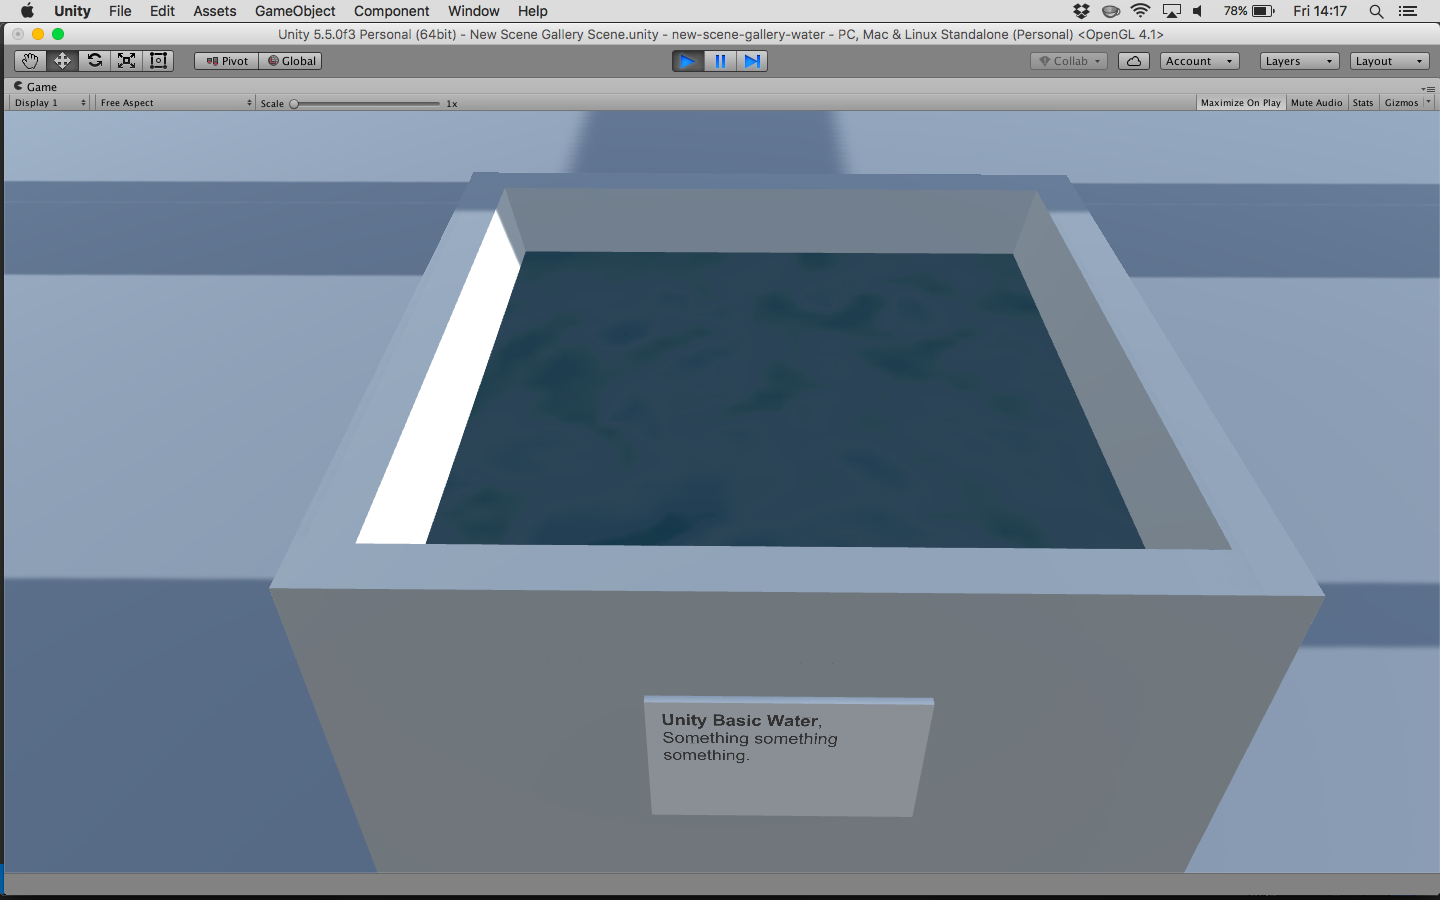 Unity File Edit Assets GameObject Component Window Help 78% Fri 14:17
Unity 5.5.0f3 Personal (64bit) - New Scene Gallery Scene.unity - new-scene-gallery-water - PC, Mac & Linux Standalone (Personal) <OpenGL 4.1>
Pivot Global Collab Account Layers Layout
Game
Display 1 Free Aspect Scale 1x Maximize On Play Mute Audio Stats Gizmos
Unity Basic Water,
Something something
something.